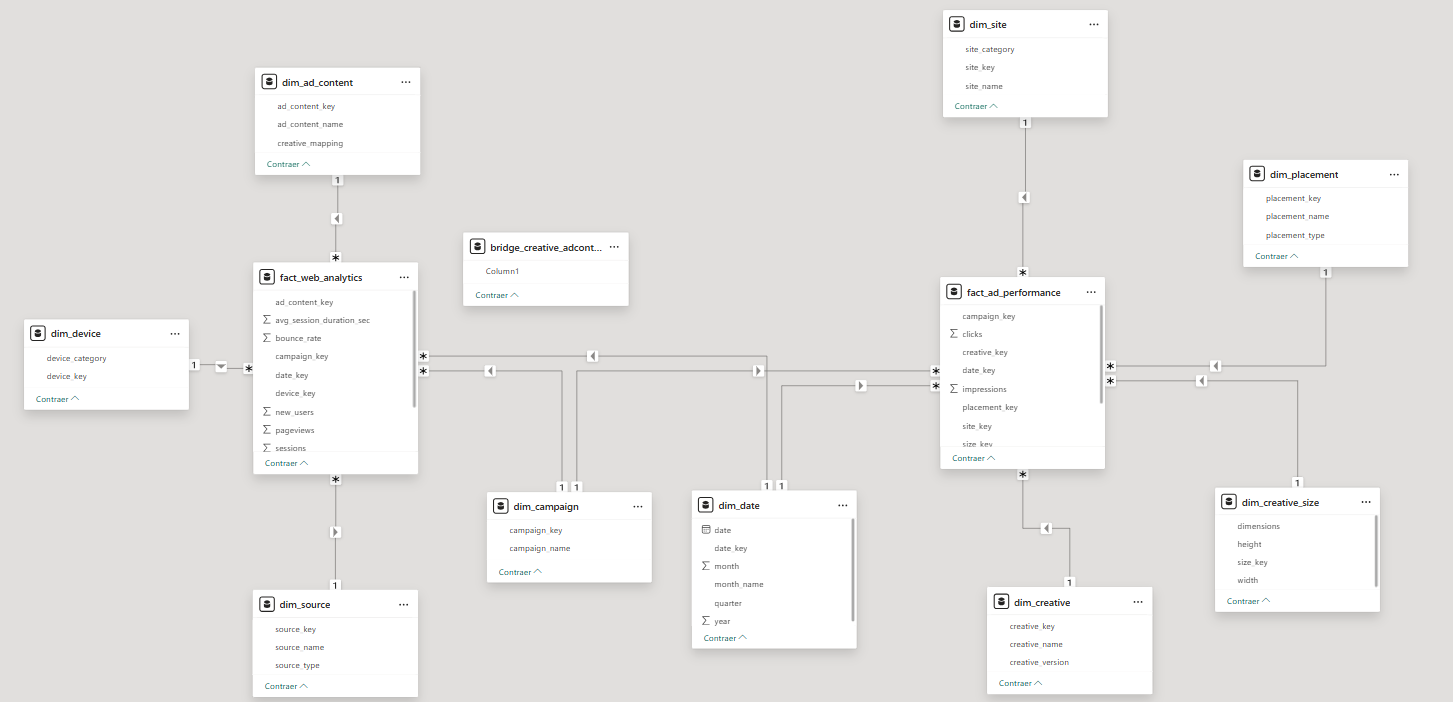 dim_site
site_category
site_key
site_name
Contraer
dim_ad_content
ad_content_key
ad_content_name
creative_mapping
Contraer
1
*
1
*
dim_placement
placement_key
placement_name
placement_type
Contraer
1
bridge_creative_adcont...
Column1
Contraer
fact_web_analytics
ad_content_key
avg_session_duration_sec
bounce_rate
campaign_key
date_key
device_key
new_users
pageviews
sessions
Contraer
fact_ad_performance
campaign_key
clicks
creative_key
date_key
impressions
placement_key
site_key
size_key
Contraer
dim_device
device_category
device_key
Contraer
1 *
* *
* *
*
*
* *
1 1
1 1
1
dim_campaign
campaign_key
campaign_name
Contraer
dim_date
date
date_key
month
month_name
quarter
year
Contraer
dim_creative_size
dimensions
height
size_key
width
Contraer
1
1
dim_source
source_key
source_name
source_type
Contraer
dim_creative
creative_key
creative_name
creative_version
Contraer